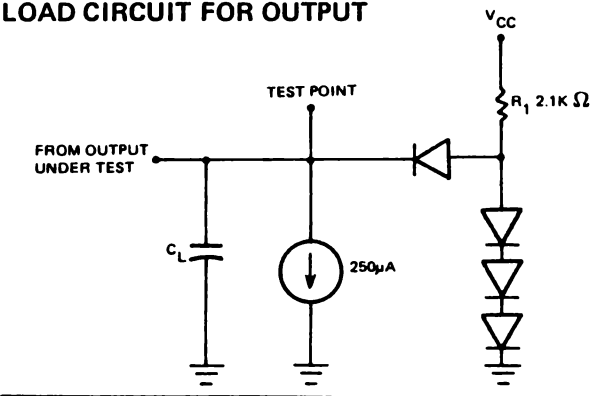 LOAD CIRCUIT FOR OUTPUT
VCC
TEST POINT
R1 2.1K Ω
FROM OUTPUT
UNDER TEST
CL
250μA